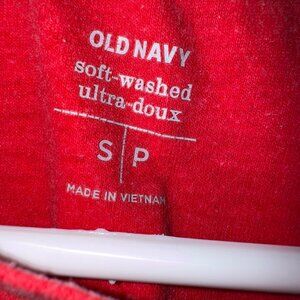 OLD NAVY
soft-washed
ultra-doux
S | P
MADE IN VIETNAM